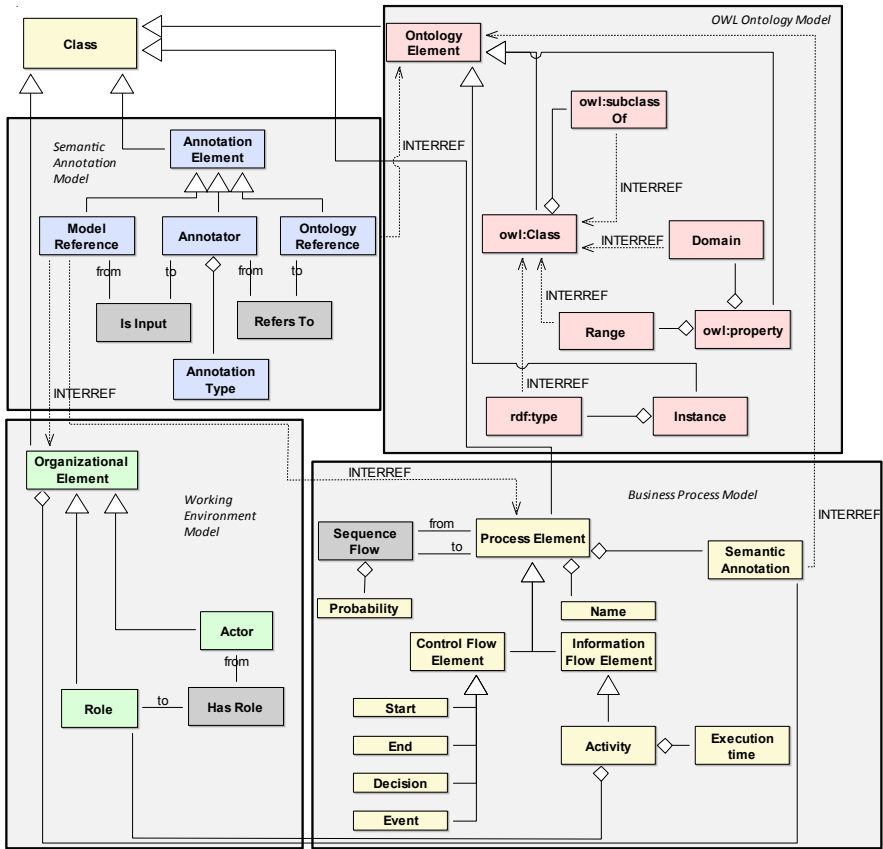 Class
Ontology
Element
OWL Ontology Model
owl:subclass
Of
INTERREF
owl:Class
INTERREF
Domain
INTERREF
Range
owl:property
INTERREF
rdf:type
Instance
Semantic
Annotation
Model
Annotation
Element
INTERREF
Model
Reference
Annotator
Ontology
Reference
from
to
from
to
Is Input
Refers To
Annotation
Type
INTERREF
Organizational
Element
Working
Environment
Model
Actor
from
Role
to
Has Role
INTERREF
Business Process Model
INTERREF
Sequence
Flow
from
to
Process Element
Semantic
Annotation
Probability
Name
Control Flow
Element
Information
Flow Element
Start
End
Decision
Event
Activity
Execution
time